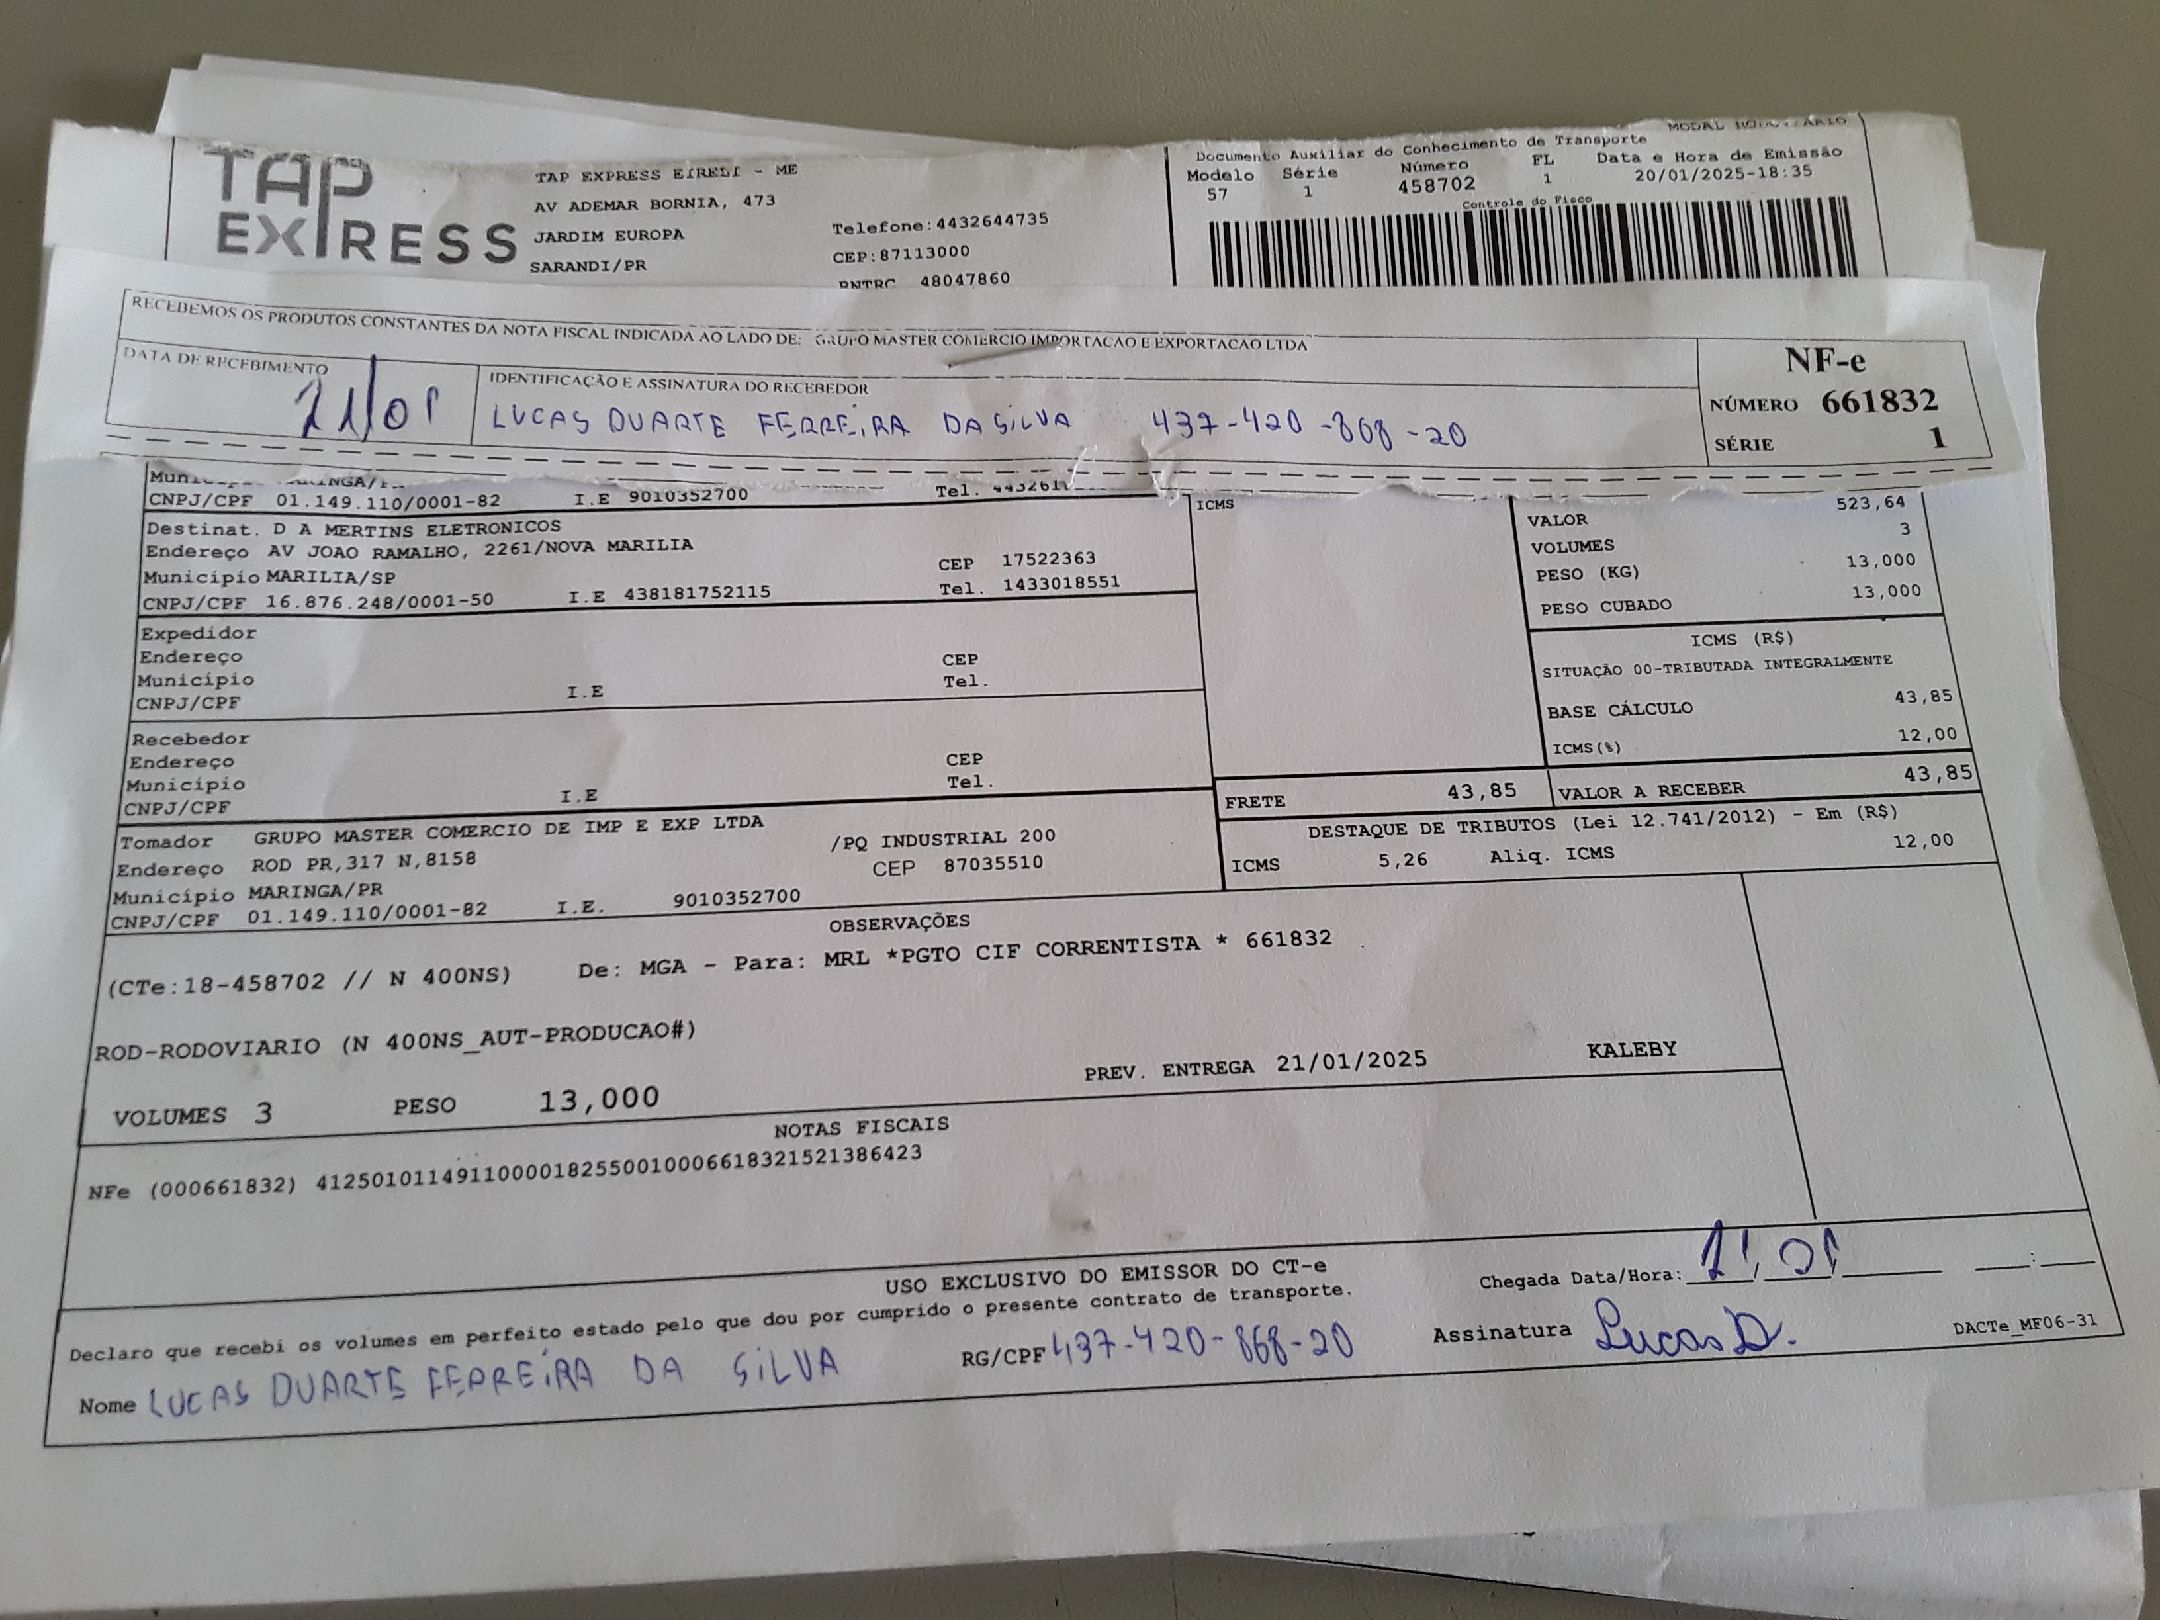 TAP EXPRESS
TAP EXPRESS EIRELI - ME
AV ADEMAR BORNIA, 473
JARDIM EUROPA
SARANDI/PR
Telefone:4432644735
CEP:87113000
RNTRC 48047860
MODAL RODOVIÁRIO
Documento Auxiliar do Conhecimento de Transporte
Modelo Série Número FL Data e Hora de Emissão
57 1 458702 1 20/01/2025-18:35
Controle do Fisco
RECEBEMOS OS PRODUTOS CONSTANTES DA NOTA FISCAL INDICADA AO LADO DE: GRUPO MASTER COMERCIO IMPORTACAO E EXPORTACAO LTDA
DATA DE RECEBIMENTO
21/01
IDENTIFICAÇÃO E ASSINATURA DO RECEBEDOR
LUCAS DUARTE FERREIRA DA SILVA 437-420-868-20
NF-e
NÚMERO 661832
SÉRIE 1
CNPJ/CPF 01.149.110/0001-82 I.E 9010352700 Tel.
Destinat. D A MERTINS ELETRONICOS
Endereço AV JOAO RAMALHO, 2261/NOVA MARILIA CEP 17522363
Município MARILIA/SP Tel. 1433018551
CNPJ/CPF 16.876.248/0001-50 I.E 438181752115
Expedidor
Endereço CEP
Município Tel.
CNPJ/CPF I.E
Recebedor
Endereço CEP
Município Tel.
CNPJ/CPF I.E
Tomador GRUPO MASTER COMERCIO DE IMP E EXP LTDA /PQ INDUSTRIAL 200
Endereço ROD PR,317 N,8158 CEP 87035510
Município MARINGA/PR
CNPJ/CPF 01.149.110/0001-82 I.E. 9010352700
ICMS
VALOR 523,64
VOLUMES 3
PESO (KG) 13,000
PESO CUBADO 13,000
ICMS (R$)
SITUAÇÃO 00-TRIBUTADA INTEGRALMENTE
BASE CÁLCULO 43,85
ICMS(%) 12,00
FRETE 43,85 VALOR A RECEBER 43,85
DESTAQUE DE TRIBUTOS (Lei 12.741/2012) - Em (R$)
ICMS 5,26 Aliq. ICMS 12,00
OBSERVAÇÕES
(CTe:18-458702 // N 400NS) De: MGA - Para: MRL *PGTO CIF CORRENTISTA * 661832
ROD-RODOVIARIO (N 400NS_AUT-PRODUCAO#)
PREV. ENTREGA 21/01/2025 KALEBY
VOLUMES 3 PESO 13,000
NOTAS FISCAIS
NFe (000661832) 41250101149110000182550010006618321521386423
USO EXCLUSIVO DO EMISSOR DO CT-e
Declaro que recebi os volumes em perfeito estado pelo que dou por cumprido o presente contrato de transporte.
Chegada Data/Hora: 21/01
Nome LUCAS DUARTE FERREIRA DA SILVA RG/CPF 437-420-868-20 Assinatura Lucas D.
DACTe_MF06-31